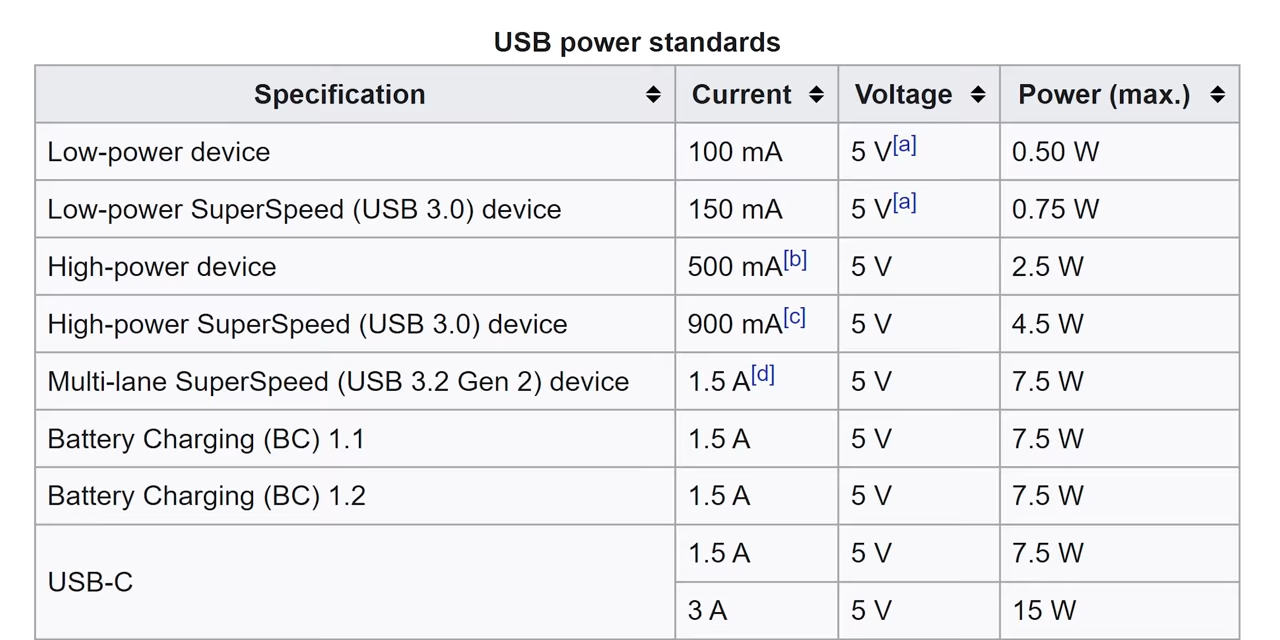 USB power standards
Specification Current Voltage Power (max.)
Low-power device 100 mA 5 V[a] 0.50 W
Low-power SuperSpeed (USB 3.0) device 150 mA 5 V[a] 0.75 W
High-power device 500 mA[b] 5 V 2.5 W
High-power SuperSpeed (USB 3.0) device 900 mA[c] 5 V 4.5 W
Multi-lane SuperSpeed (USB 3.2 Gen 2) device 1.5 A[d] 5 V 7.5 W
Battery Charging (BC) 1.1 1.5 A 5 V 7.5 W
Battery Charging (BC) 1.2 1.5 A 5 V 7.5 W
USB-C 1.5 A 5 V 7.5 W
3 A 5 V 15 W